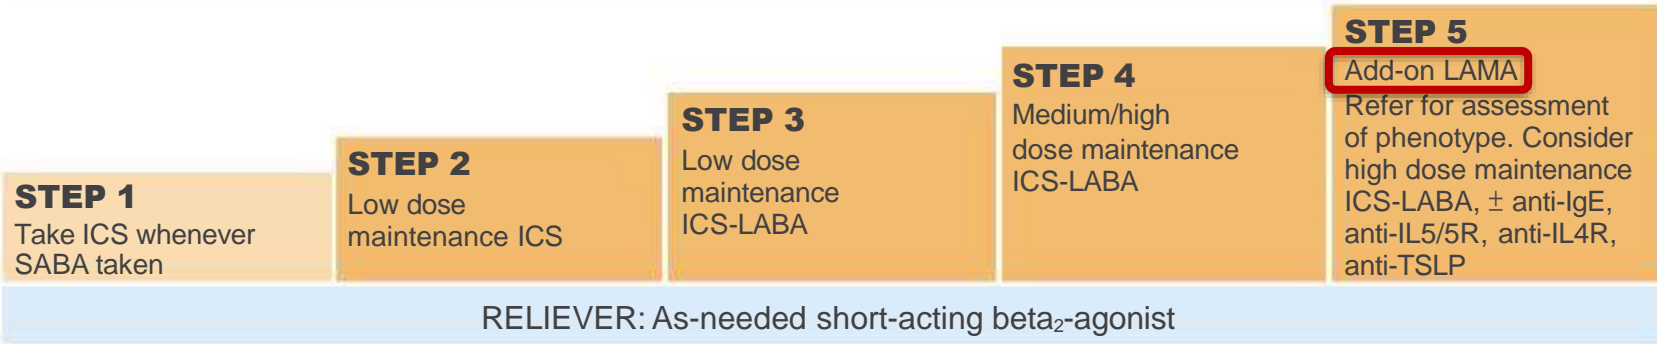 STEP 1
Take ICS whenever
SABA taken
STEP 2
Low dose
maintenance ICS
STEP 3
Low dose
maintenance
ICS-LABA
STEP 4
Medium/high
dose maintenance
ICS-LABA
STEP 5
Add-on LAMA
Refer for assessment
of phenotype. Consider
high dose maintenance
ICS-LABA, ± anti-IgE,
anti-IL5/5R, anti-IL4R,
anti-TSLP
RELIEVER: As-needed short-acting beta₂-agonist